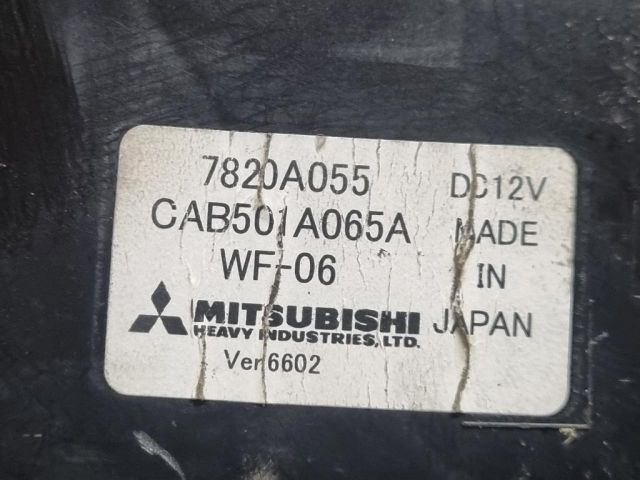 7820A055
CAB501A065A
WF-06
MITSUBISHI
HEAVY INDUSTRIES, LTD.
Ver.6602
DC12V
MADE
IN
JAPAN